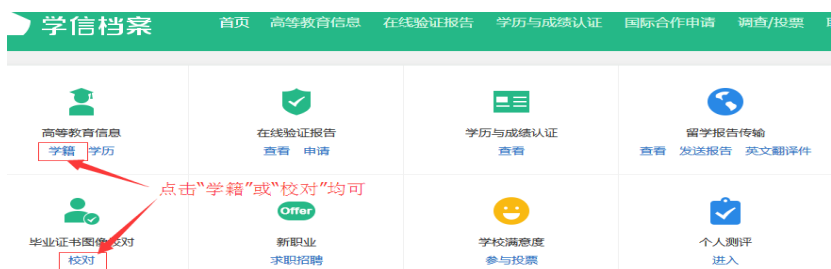 学信档案 首页 高等教育信息 在线验证报告 学历与成绩认证 国际合作申请 调查/投票
高等教育信息 在线验证报告 学历与成绩认证 留学报告传输
学籍 学历 查看 申请 查看 查看 发送报告 英文翻译件
点击“学籍”或“校对”均可
Offer
毕业证书图像校对 新职业 学校满意度 个人测评
校对 求职招聘 参与投票 进入